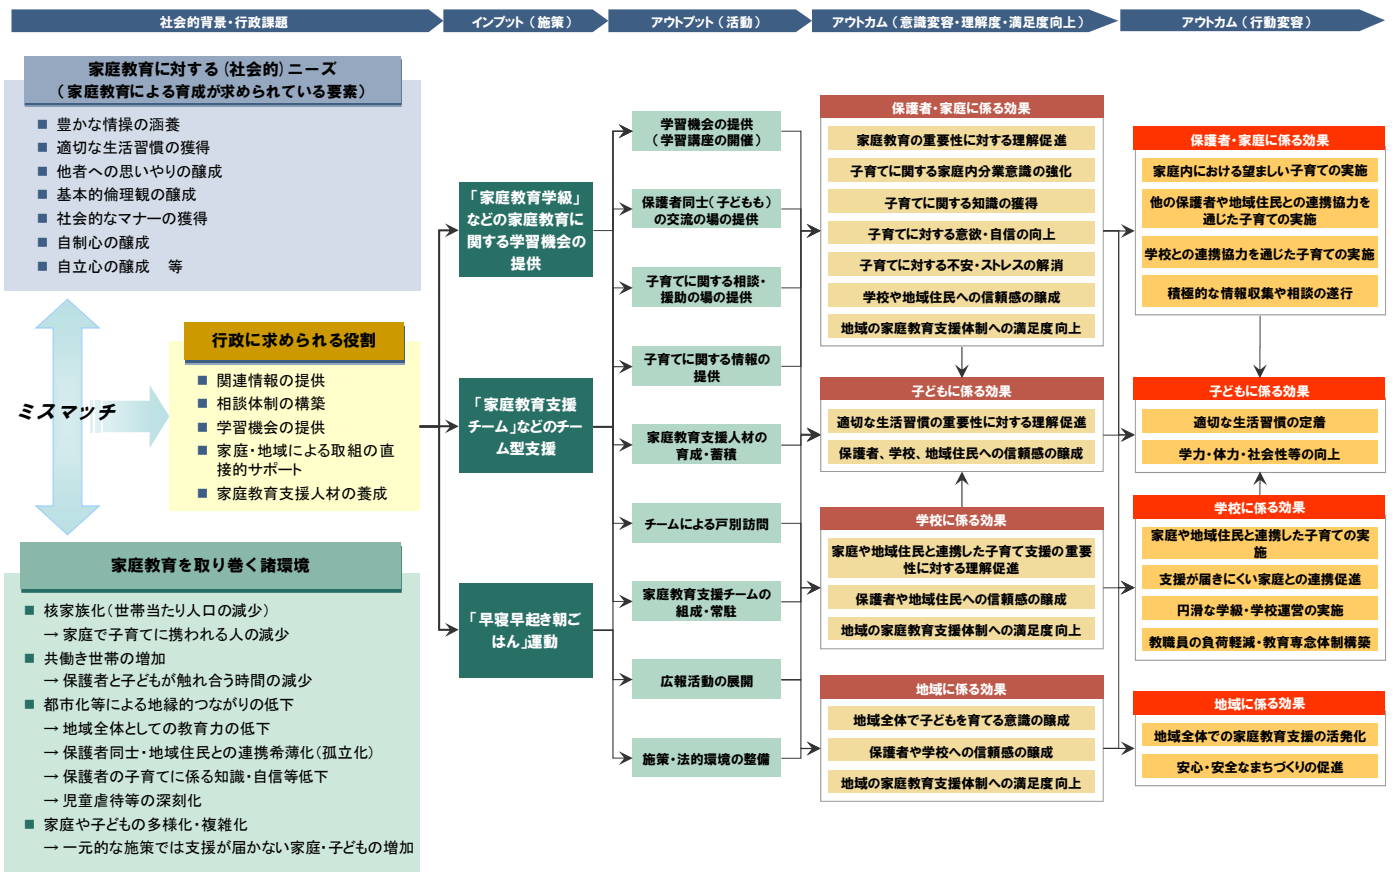 社会的背景・行政課題
インプット（施策）
アウトプット（活動）
アウトカム（意識変容・理解度・満足度向上）
アウトカム（行動変容）
家庭教育に対する（社会的）ニーズ
（家庭教育による育成が求められている要素）
■ 豊かな情操の涵養
■ 適切な生活習慣の獲得
■ 他者への思いやりの醸成
■ 基本的倫理観の醸成
■ 社会的なマナーの獲得
■ 自制心の醸成
■ 自立心の醸成　等
ミスマッチ
行政に求められる役割
■ 関連情報の提供
■ 相談体制の構築
■ 学習機会の提供
■ 家庭・地域による取組の直
接的サポート
■ 家庭教育支援人材の養成
家庭教育を取り巻く諸環境
■ 核家族化（世帯当たり人口の減少）
→ 家庭で子育てに携われる人の減少
■ 共働き世帯の増加
→ 保護者と子どもが触れ合う時間の減少
■ 都市化等による地縁的つながりの低下
→ 地域全体としての教育力の低下
→ 保護者同士・地域住民との連携希薄化（孤立化）
→ 保護者の子育てに係る知識・自信等低下
→ 児童虐待等の深刻化
■ 家庭や子どもの多様化・複雑化
→ 一元的な施策では支援が届かない家庭・子どもの増加
「家庭教育学級」
などの家庭教育に
関する学習機会の
提供
「家庭教育支援
チーム」などのチー
ム型支援
「早寝早起き朝ご
はん」運動
学習機会の提供
（学習講座の開催）
保護者同士（子どもも）
の交流の場の提供
子育てに関する相談・
援助の場の提供
子育てに関する情報の
提供
家庭教育支援人材の
育成・蓄積
チームによる戸別訪問
家庭教育支援チームの
組成・常駐
広報活動の展開
施策・法的環境の整備
保護者・家庭に係る効果
家庭教育の重要性に対する理解促進
子育てに関する家庭内分業意識の強化
子育てに関する知識の獲得
子育てに対する意欲・自信の向上
子育てに対する不安・ストレスの解消
学校や地域住民への信頼感の醸成
地域の家庭教育支援体制への満足度向上
子どもに係る効果
適切な生活習慣の重要性に対する理解促進
保護者、学校、地域住民への信頼感の醸成
学校に係る効果
家庭や地域住民と連携した子育て支援の重要
性に対する理解促進
保護者や地域住民への信頼感の醸成
地域の家庭教育支援体制への満足度向上
地域に係る効果
地域全体で子どもを育てる意識の醸成
保護者や学校への信頼感の醸成
地域の家庭教育支援体制への満足度向上
保護者・家庭に係る効果
家庭内における望ましい子育ての実施
他の保護者や地域住民との連携協力を
通じた子育ての実施
学校との連携協力を通じた子育ての実施
積極的な情報収集や相談の遂行
子どもに係る効果
適切な生活習慣の定着
学力・体力・社会性等の向上
学校に係る効果
家庭や地域住民と連携した子育ての実
施
支援が届きにくい家庭との連携促進
円滑な学級・学校運営の実施
教職員の負荷軽減・教育専念体制構築
地域に係る効果
地域全体での家庭教育支援の活発化
安心・安全なまちづくりの促進